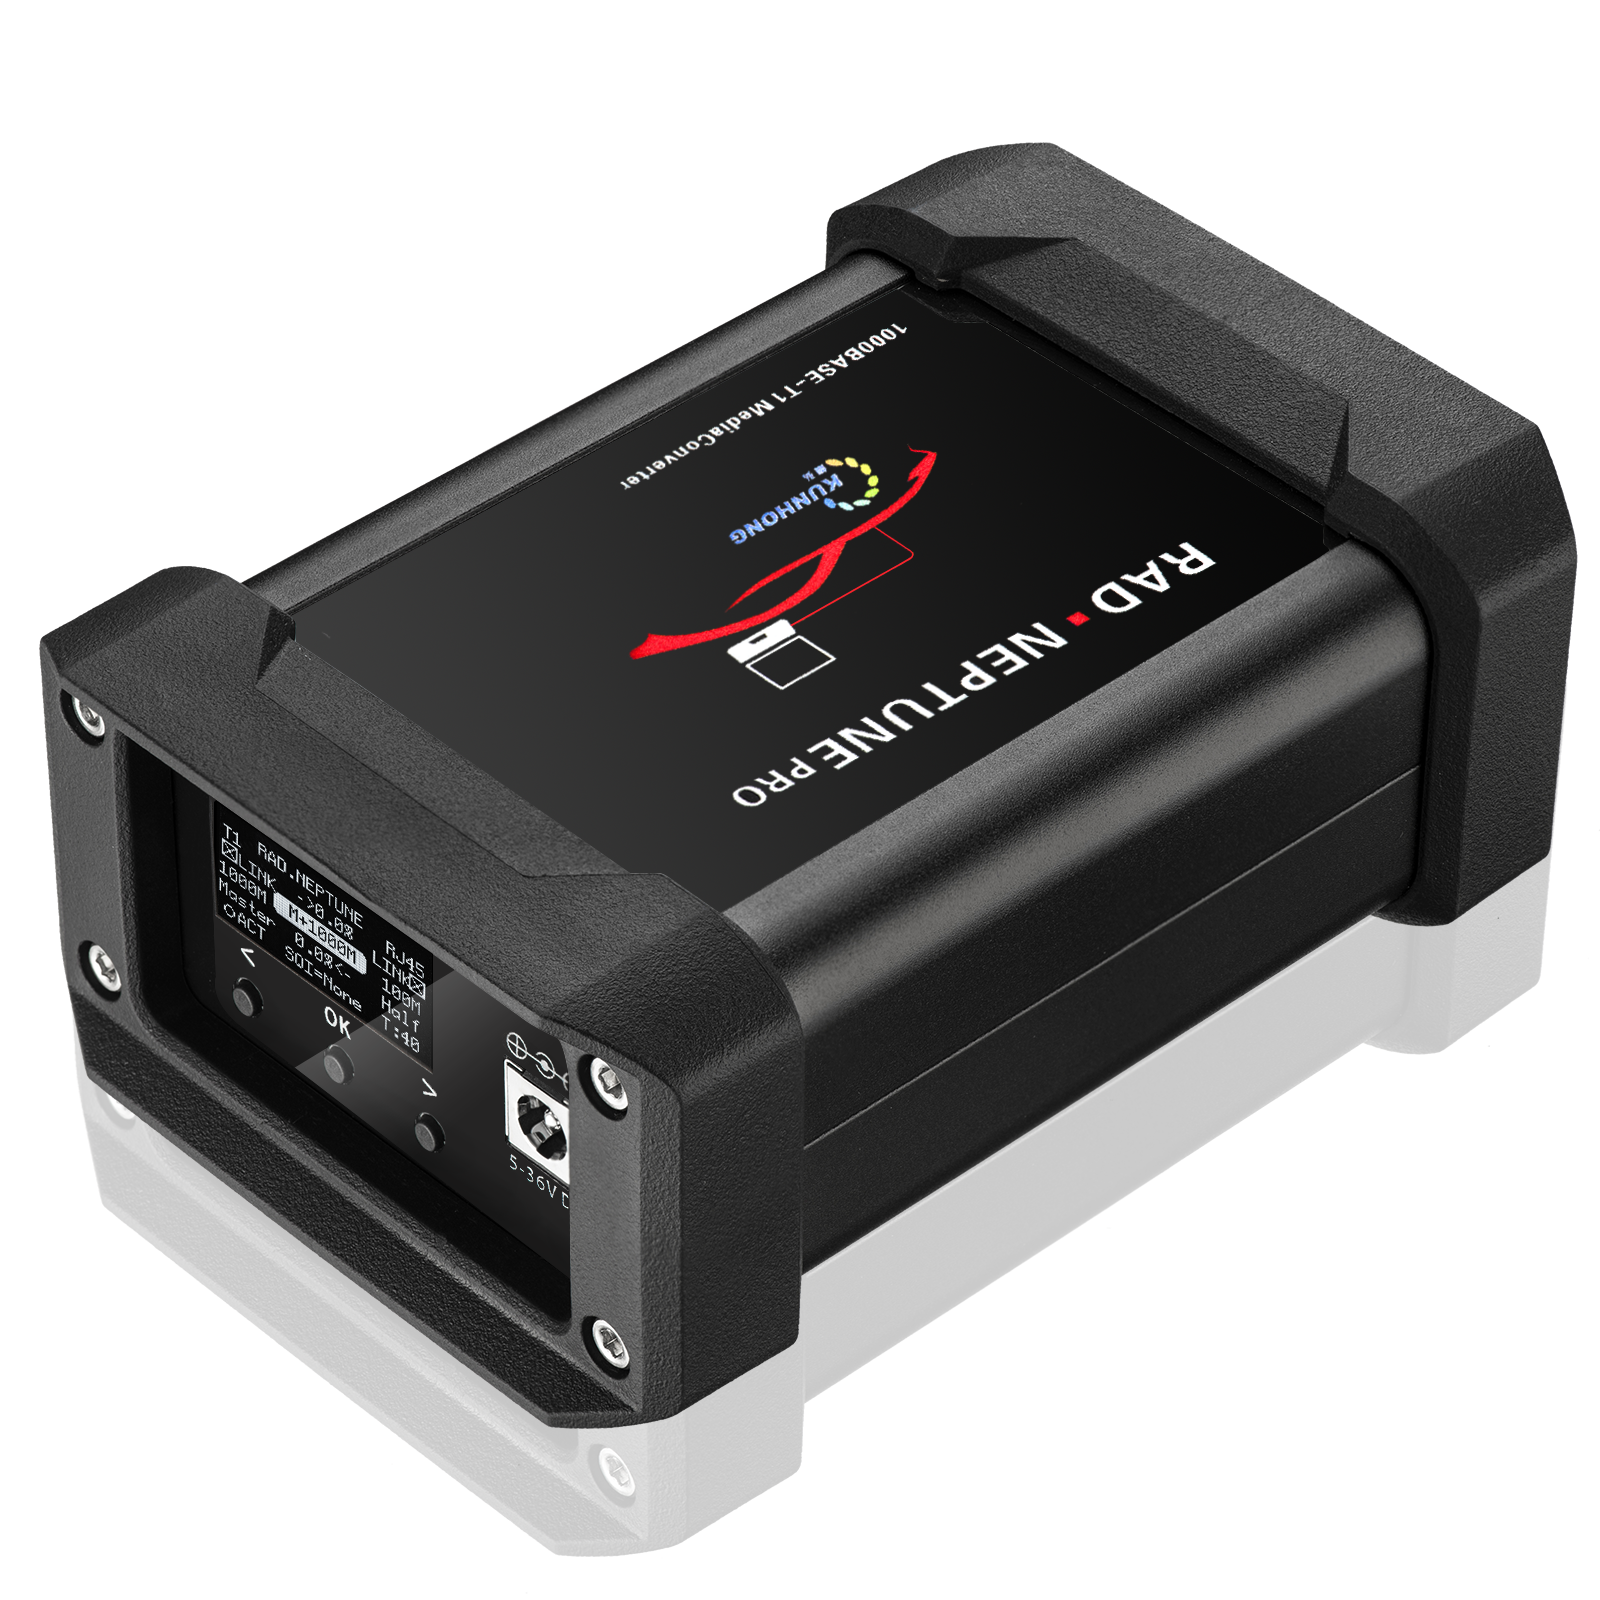 1000BASE-T1 MediaConverter
KUNHONG
RAD·NEPTUNE PRO
T1 RAD.NEPTUNE RJ45
LINK ->0.0% LINK
1000M M+1000M 100M
Master 0.0%<- Half
ACT SQI=None T:40
< OK >
5-36V D